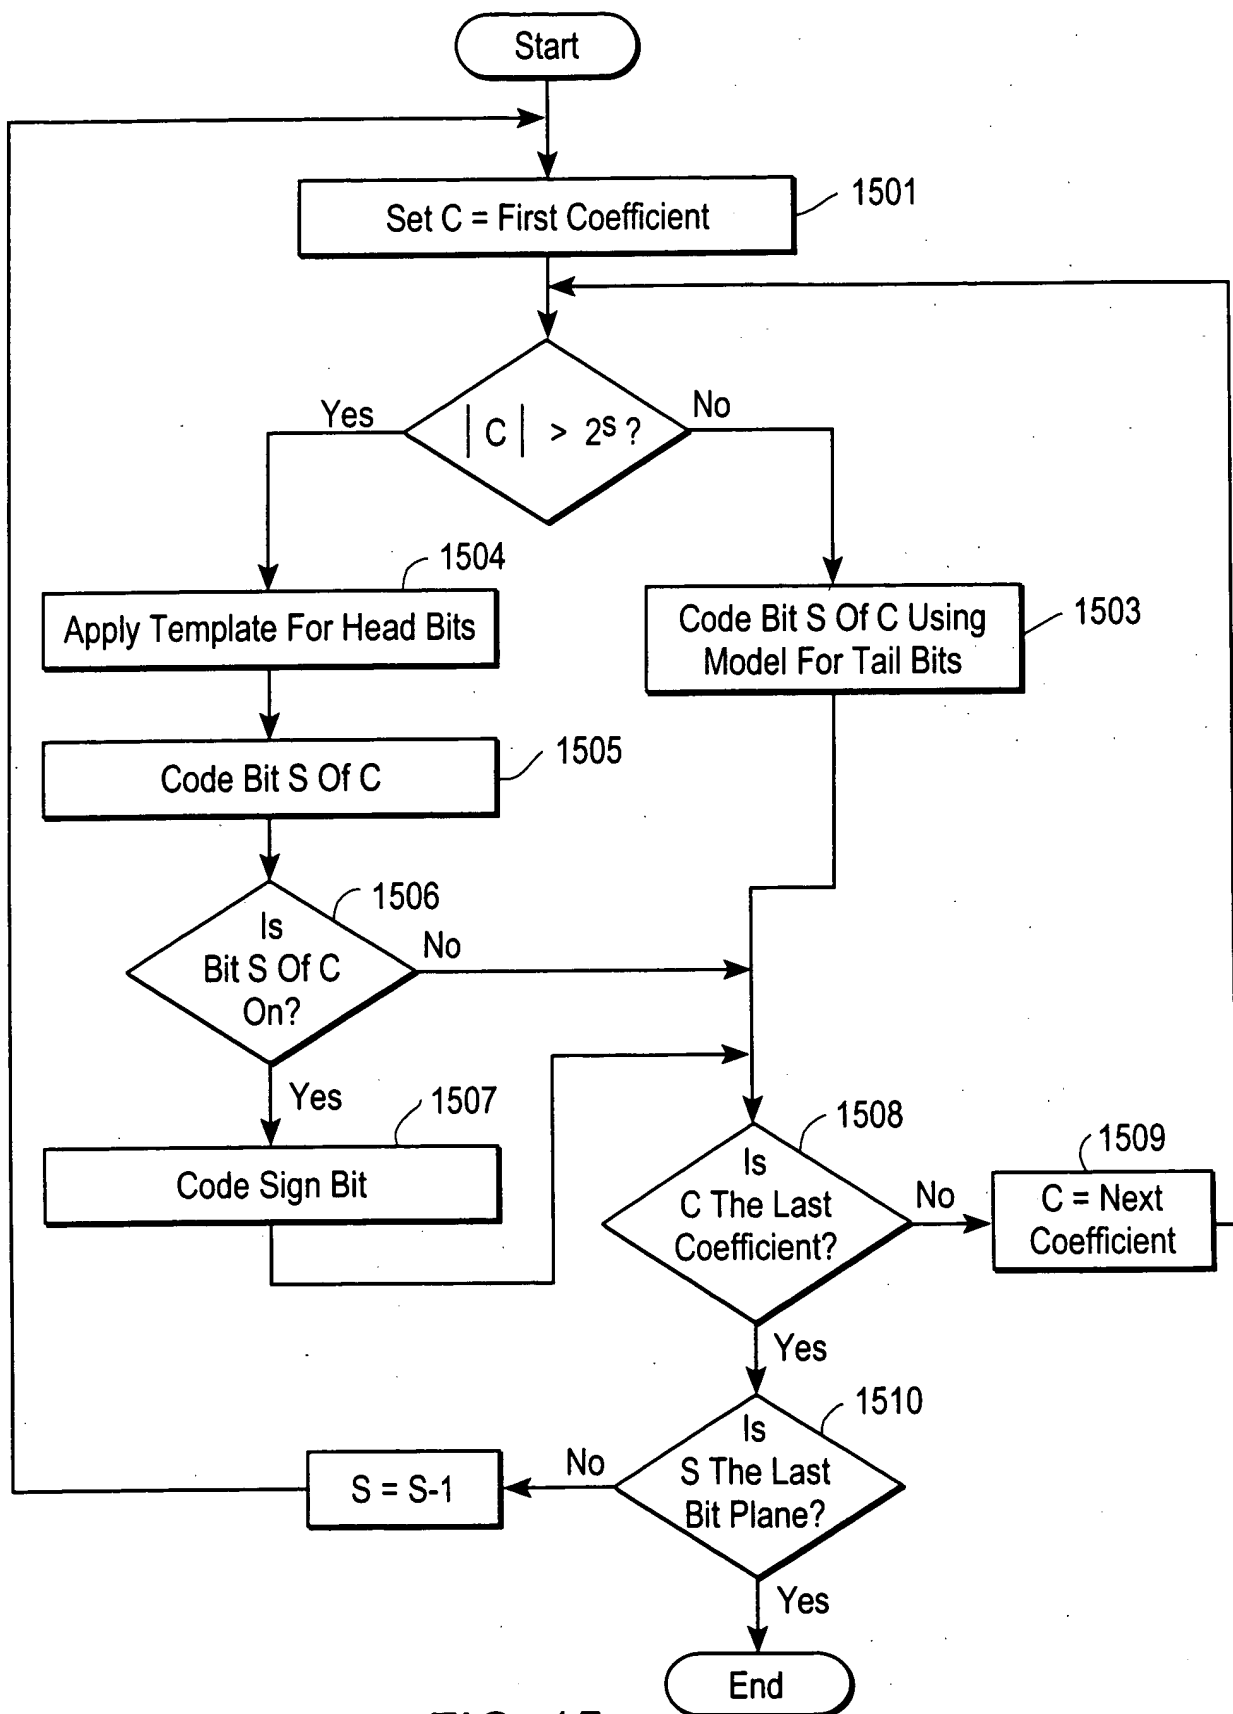 Start
Set C = First Coefficient
1501
| C | > 2ˢ ?
Yes
No
1504
Apply Template For Head Bits
Code Bit S Of C Using
Model For Tail Bits
1503
1505
Code Bit S Of C
1506
Is
Bit S Of C
On?
No
Yes
1507
Code Sign Bit
1508
Is
C The Last
Coefficient?
No
1509
C = Next
Coefficient
Yes
1510
Is
S The Last
Bit Plane?
No
S = S-1
Yes
End